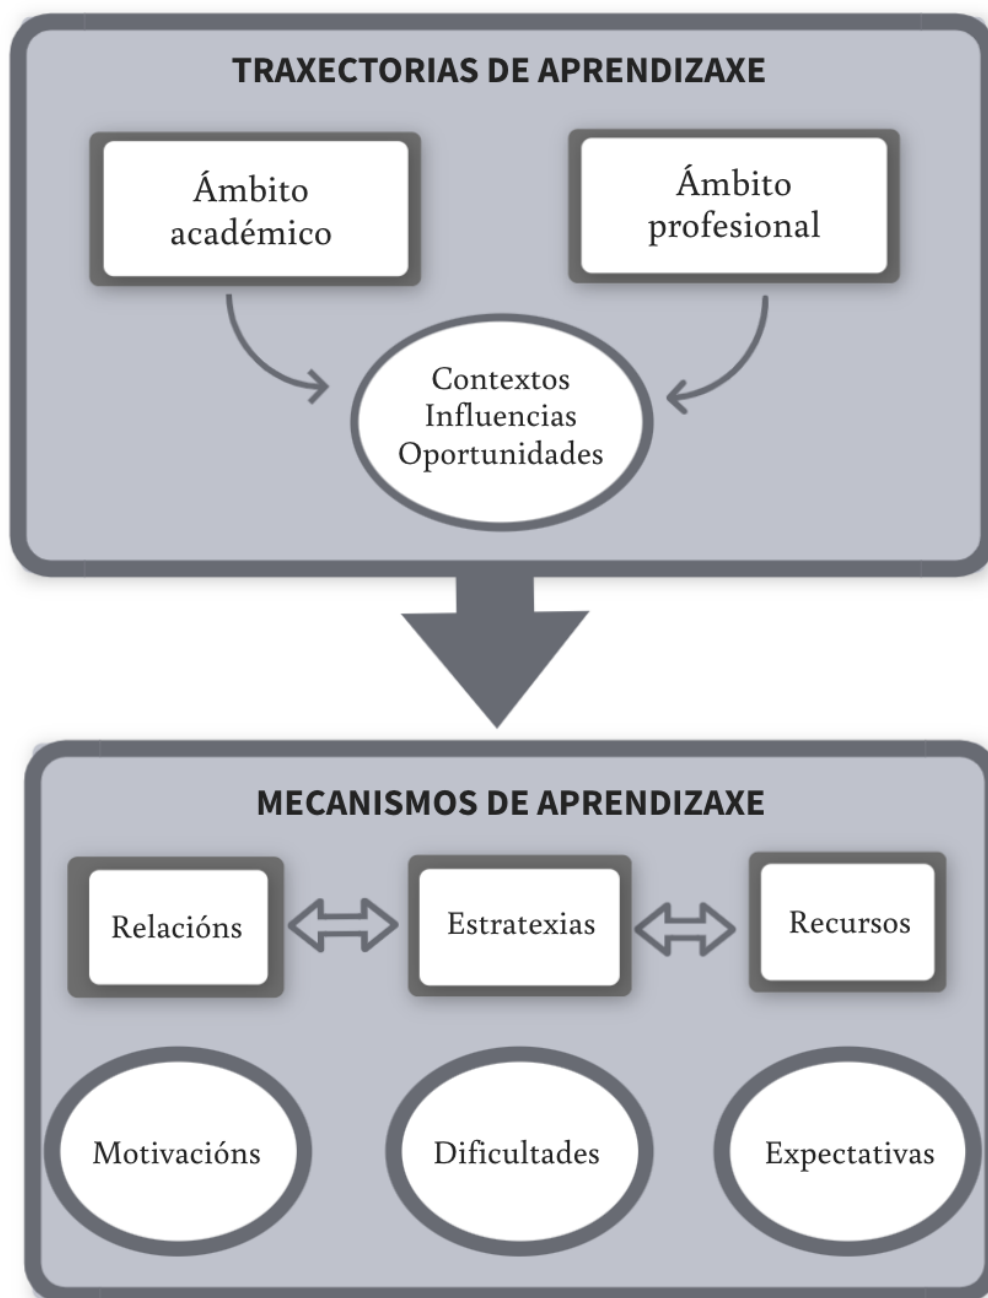 TRAXECTORIAS DE APRENDIZAXE
Ámbito
académico
Ámbito
profesional
Contextos
Influencias
Oportunidades
MECANISMOS DE APRENDIZAXE
Relacións
Estratexias
Recursos
Motivacións
Dificultades
Expectativas